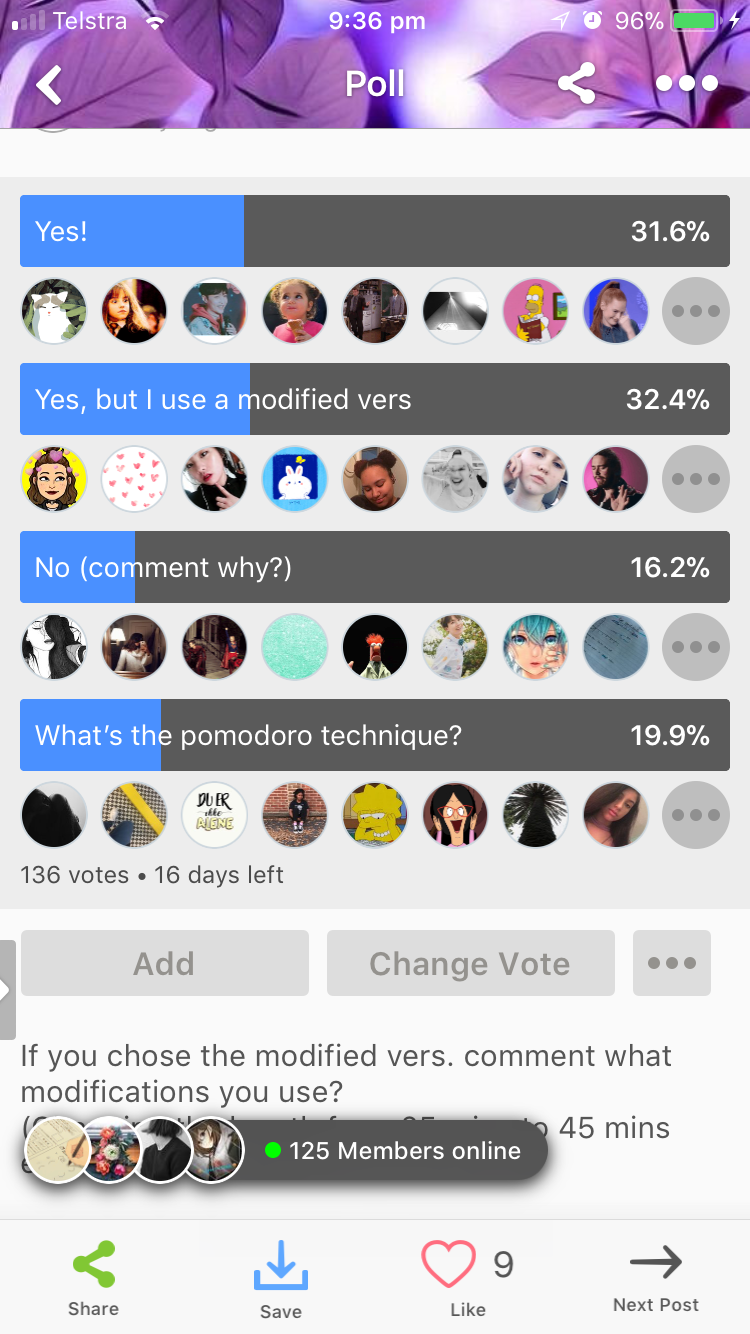 Telstra 9:36 pm 96%
Poll
Yes! 31.6%
Yes, but I use a modified vers 32.4%
No (comment why?) 16.2%
What's the pomodoro technique? 19.9%
DU ER
ikke
ALENE
136 votes • 16 days left
Add Change Vote
If you chose the modified vers. comment what
modifications you use?
to 45 mins
125 Members online
9
Share Save Like Next Post